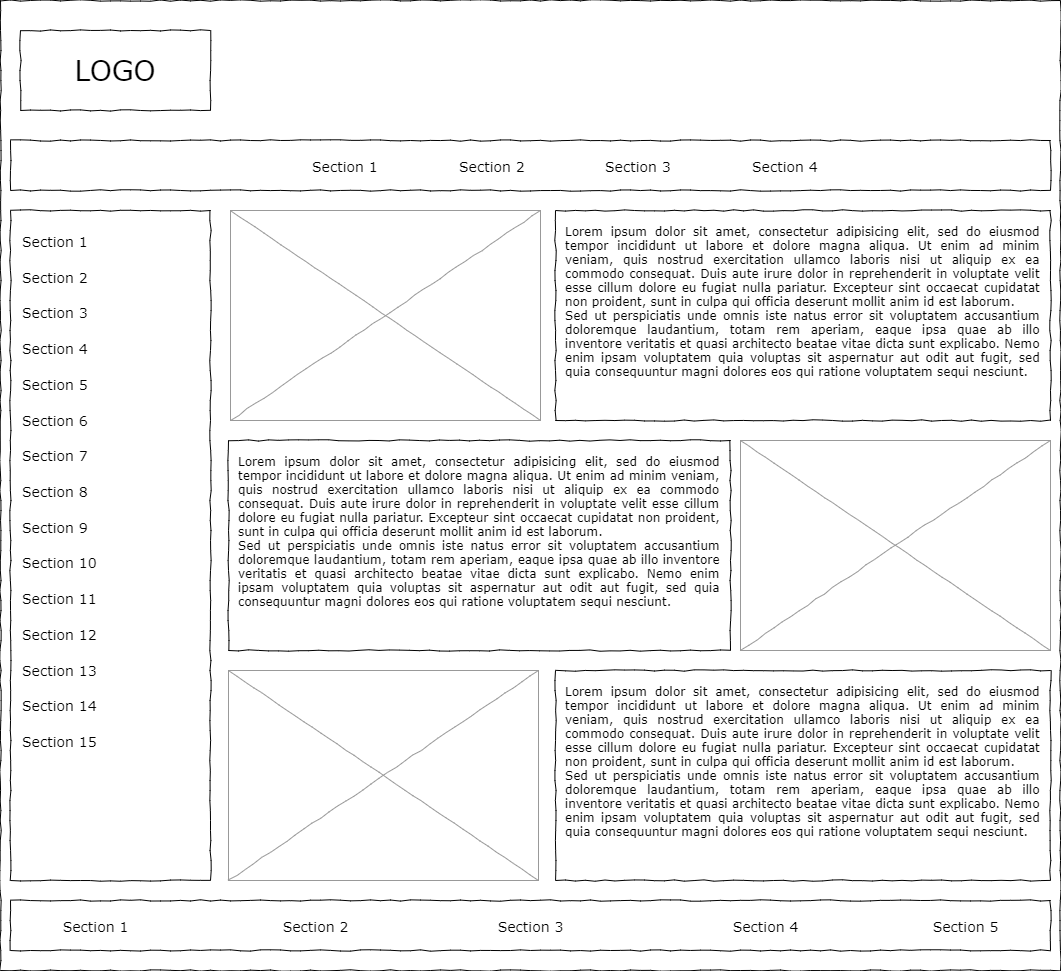 LOGO
Section 1 Section 2 Section 3 Section 4
Section 1
Section 2
Section 3
Section 4
Section 5
Section 6
Section 7
Section 8
Section 9
Section 10
Section 11
Section 12
Section 13
Section 14
Section 15
Lorem ipsum dolor sit amet, consectetur adipisicing elit, sed do eiusmod
tempor incididunt ut labore et dolore magna aliqua. Ut enim ad minim
veniam, quis nostrud exercitation ullamco laboris nisi ut aliquip ex ea
commodo consequat. Duis aute irure dolor in reprehenderit in voluptate velit
esse cillum dolore eu fugiat nulla pariatur. Excepteur sint occaecat cupidatat
non proident, sunt in culpa qui officia deserunt mollit anim id est laborum.
Sed ut perspiciatis unde omnis iste natus error sit voluptatem accusantium
doloremque laudantium, totam rem aperiam, eaque ipsa quae ab illo
inventore veritatis et quasi architecto beatae vitae dicta sunt explicabo. Nemo
enim ipsam voluptatem quia voluptas sit aspernatur aut odit aut fugit, sed
quia consequuntur magni dolores eos qui ratione voluptatem sequi nesciunt.
Lorem ipsum dolor sit amet, consectetur adipisicing elit, sed do eiusmod
tempor incididunt ut labore et dolore magna aliqua. Ut enim ad minim veniam,
quis nostrud exercitation ullamco laboris nisi ut aliquip ex ea commodo
consequat. Duis aute irure dolor in reprehenderit in voluptate velit esse cillum
dolore eu fugiat nulla pariatur. Excepteur sint occaecat cupidatat non proident,
sunt in culpa qui officia deserunt mollit anim id est laborum.
Sed ut perspiciatis unde omnis iste natus error sit voluptatem accusantium
doloremque laudantium, totam rem aperiam, eaque ipsa quae ab illo inventore
veritatis et quasi architecto beatae vitae dicta sunt explicabo. Nemo enim
ipsam voluptatem quia voluptas sit aspernatur aut odit aut fugit, sed quia
consequuntur magni dolores eos qui ratione voluptatem sequi nesciunt.
Lorem ipsum dolor sit amet, consectetur adipisicing elit, sed do eiusmod
tempor incididunt ut labore et dolore magna aliqua. Ut enim ad minim
veniam, quis nostrud exercitation ullamco laboris nisi ut aliquip ex ea
commodo consequat. Duis aute irure dolor in reprehenderit in voluptate velit
esse cillum dolore eu fugiat nulla pariatur. Excepteur sint occaecat cupidatat
non proident, sunt in culpa qui officia deserunt mollit anim id est laborum.
Sed ut perspiciatis unde omnis iste natus error sit voluptatem accusantium
doloremque laudantium, totam rem aperiam, eaque ipsa quae ab illo
inventore veritatis et quasi architecto beatae vitae dicta sunt explicabo. Nemo
enim ipsam voluptatem quia voluptas sit aspernatur aut odit aut fugit, sed
quia consequuntur magni dolores eos qui ratione voluptatem sequi nesciunt.
Section 1 Section 2 Section 3 Section 4 Section 5